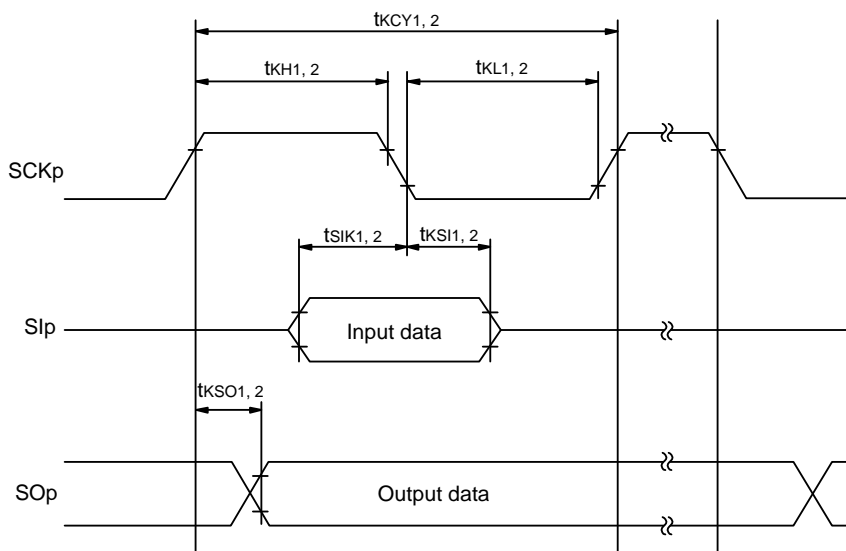 tKCY1, 2
tKH1, 2
tKL1, 2
SCKp
tSIK1, 2
tKSI1, 2
SIp
Input data
tKSO1, 2
SOp
Output data